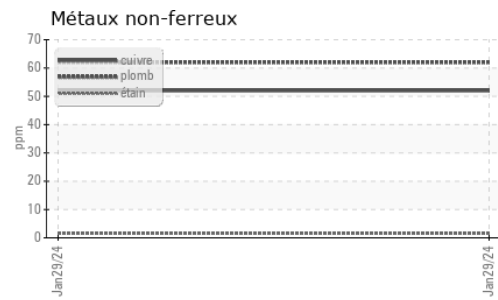 Métaux non-ferreux
70
60
50
40
30
20
10
0
ppm
cuivre
plomb
étain
Jan29/24
Jan29/24